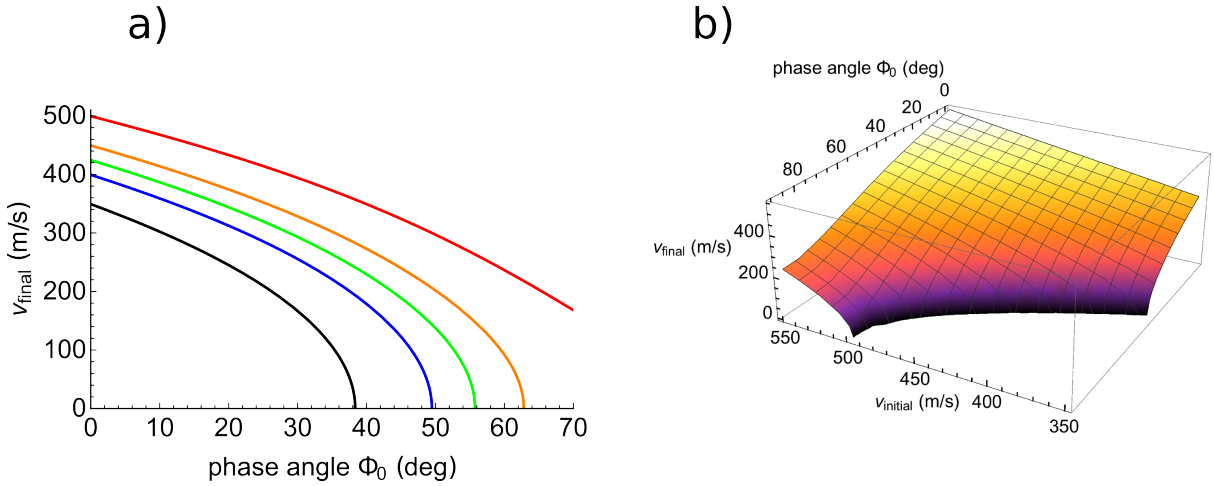 a)
500
400
300
200
100
0
v_final (m/s)
0 10 20 30 40 50 60 70
phase angle Φ₀ (deg)
b)
phase angle Φ₀ (deg)
0
20
40
60
80
v_final (m/s)
400
200
0
550
500
450
400
350
v_initial (m/s)